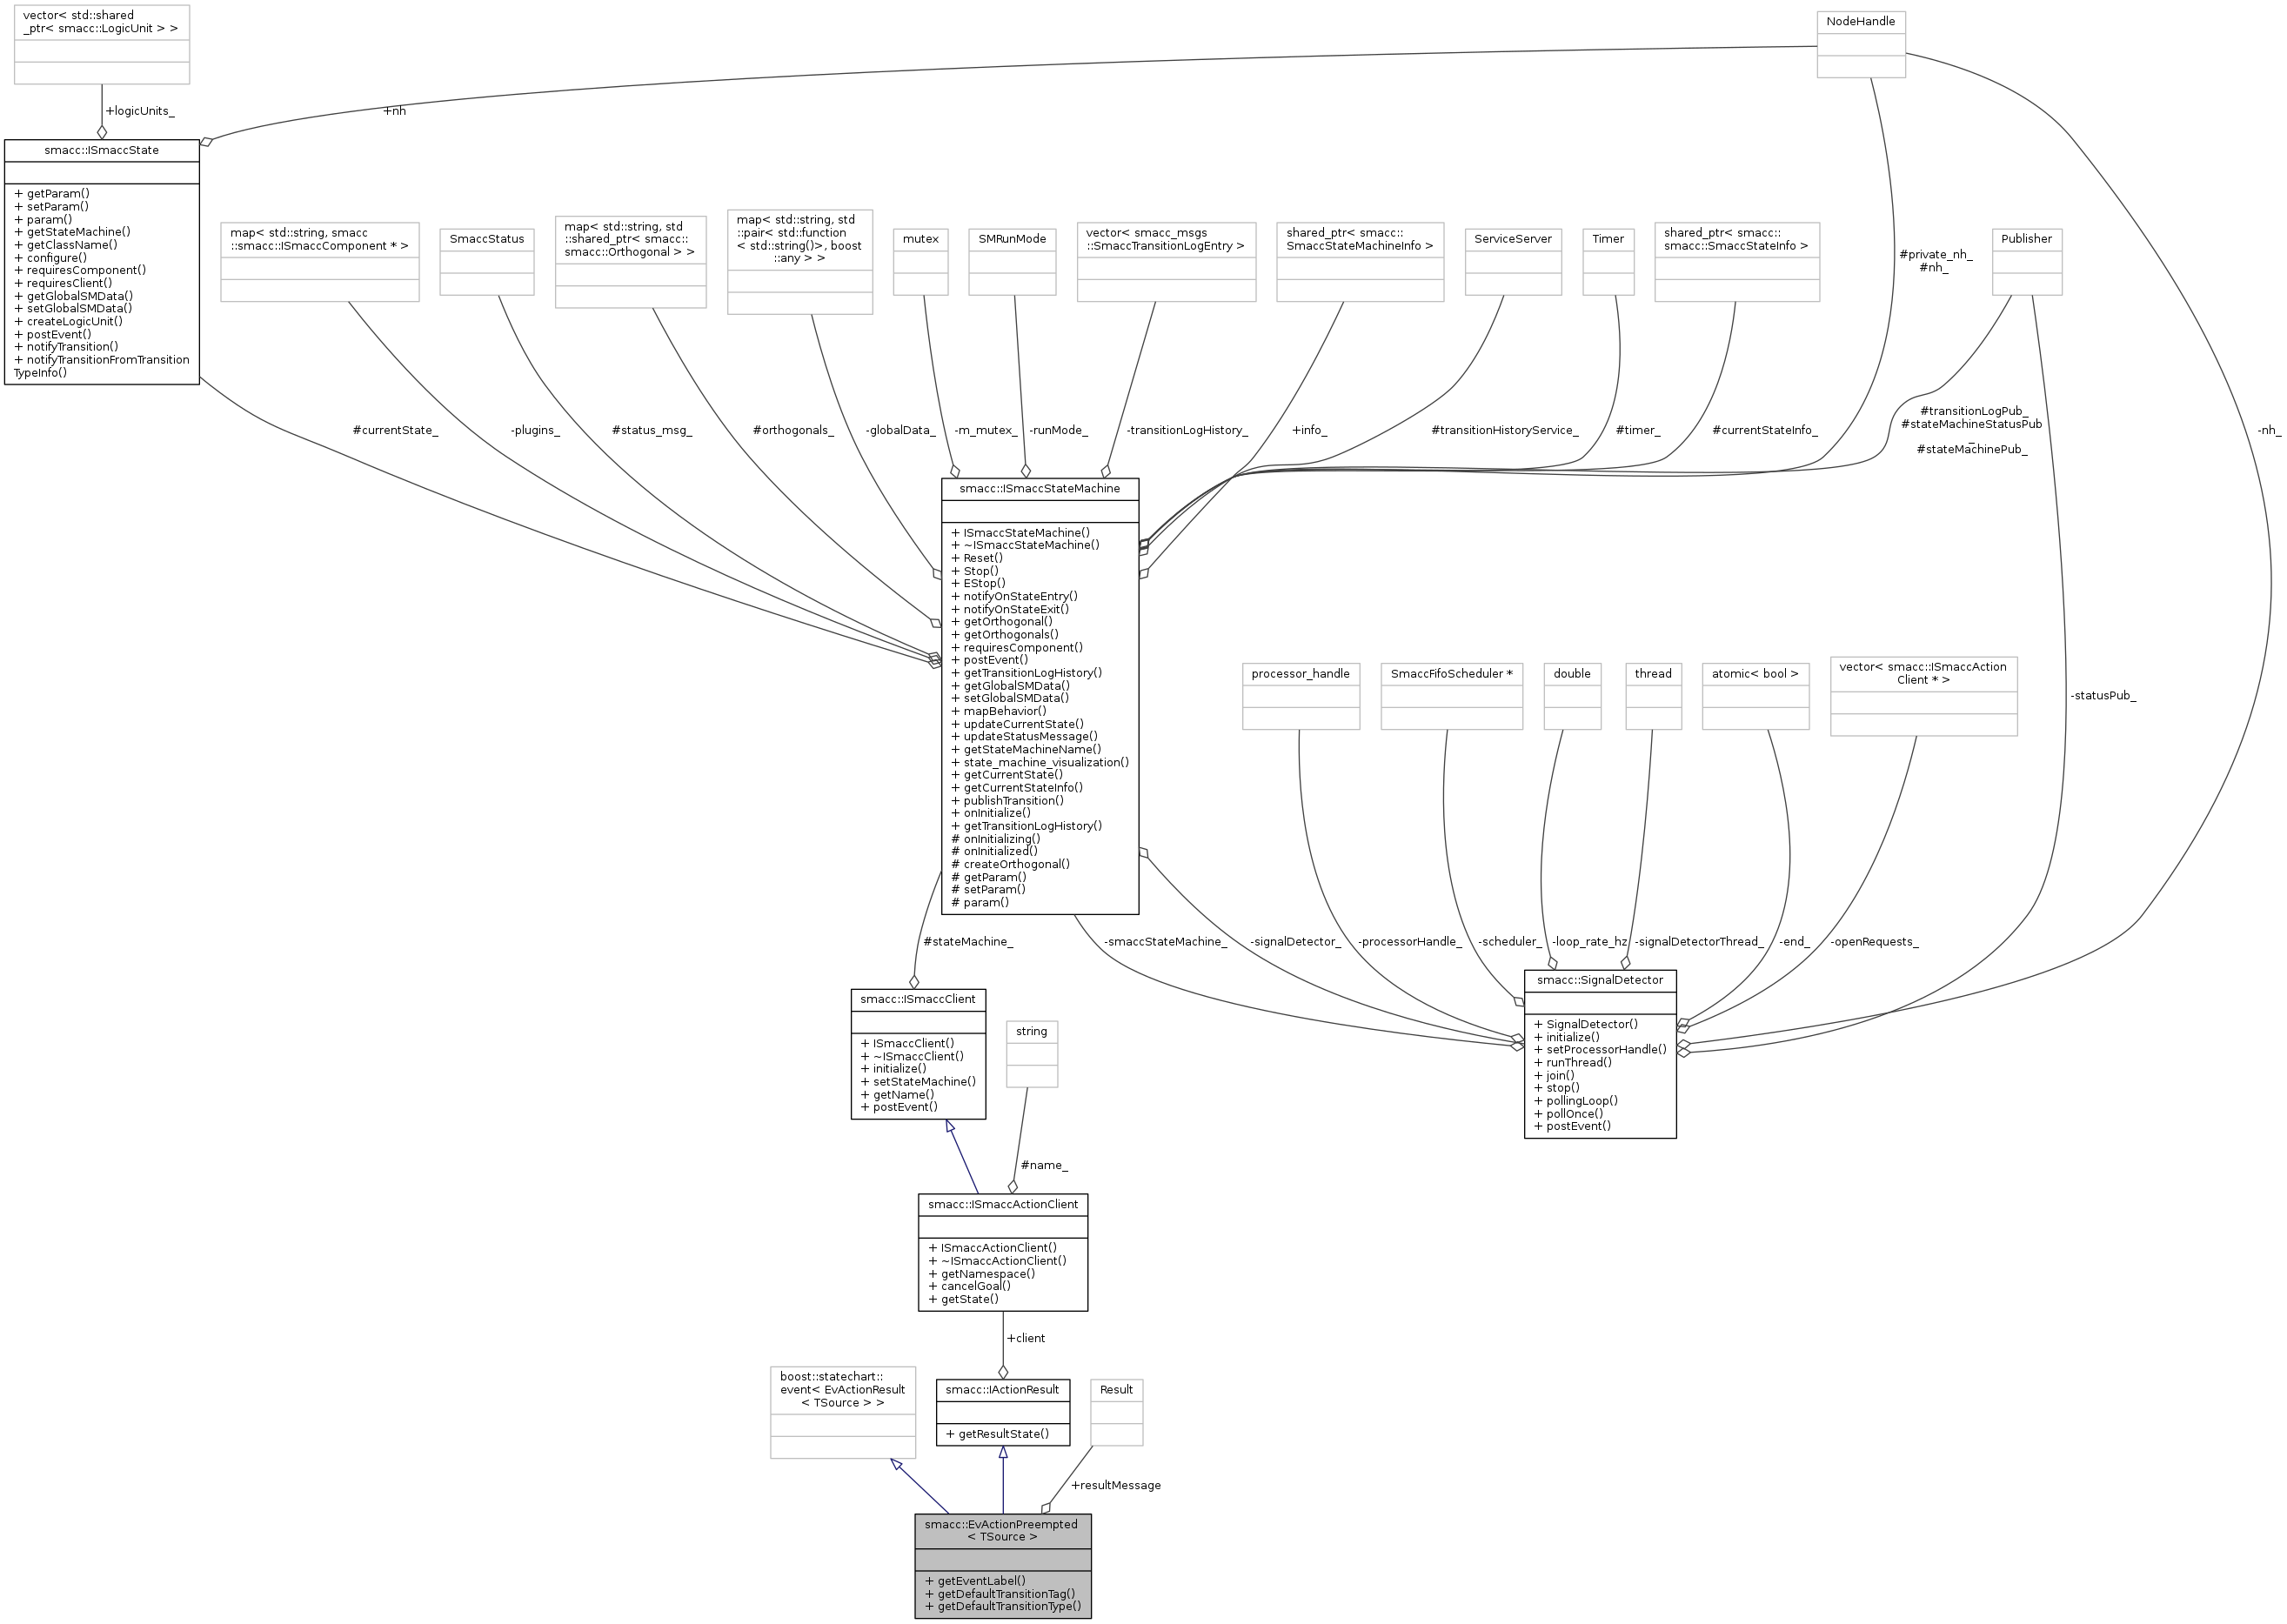 vector< std::shared
_ptr< smacc::LogicUnit > >
NodeHandle
+logicUnits_
+nh
smacc::ISmaccState
+ getParam()
+ setParam()
+ param()
+ getStateMachine()
+ getClassName()
+ configure()
+ requiresComponent()
+ requiresClient()
+ getGlobalSMData()
+ setGlobalSMData()
+ createLogicUnit()
+ postEvent()
+ notifyTransition()
+ notifyTransitionFromTransition
TypeInfo()
map< std::string, smacc
::smacc::ISmaccComponent * >
SmaccStatus
map< std::string, std
::shared_ptr< smacc::
smacc::Orthogonal > >
map< std::string, std
::pair< std::function
< std::string()>, boost
::any > >
mutex
SMRunMode
vector< smacc_msgs
::SmaccTransitionLogEntry >
shared_ptr< smacc::
SmaccStateMachineInfo >
ServiceServer
Timer
shared_ptr< smacc::
smacc::SmaccStateInfo >
Publisher
#private_nh_
#nh_
#currentState_
-plugins_
#status_msg_
#orthogonals_
-globalData_
-m_mutex_
-runMode_
-transitionLogHistory_
+info_
#transitionHistoryService_
#timer_
#currentStateInfo_
#transitionLogPub_
#stateMachineStatusPub
_
#stateMachinePub_
-nh_
smacc::ISmaccStateMachine
+ ISmaccStateMachine()
+ ~ISmaccStateMachine()
+ Reset()
+ Stop()
+ EStop()
+ notifyOnStateEntry()
+ notifyOnStateExit()
+ getOrthogonal()
+ getOrthogonals()
+ requiresComponent()
+ postEvent()
+ getTransitionLogHistory()
+ getGlobalSMData()
+ setGlobalSMData()
+ mapBehavior()
+ updateCurrentState()
+ updateStatusMessage()
+ getStateMachineName()
+ state_machine_visualization()
+ getCurrentState()
+ getCurrentStateInfo()
+ publishTransition()
+ onInitialize()
+ getTransitionLogHistory()
# onInitializing()
# onInitialized()
# createOrthogonal()
# getParam()
# setParam()
# param()
processor_handle
SmaccFifoScheduler *
double
thread
atomic< bool >
vector< smacc::ISmaccAction
Client * >
-statusPub_
#stateMachine_
-smaccStateMachine_
-signalDetector_
-processorHandle_
-scheduler_
-loop_rate_hz
-signalDetectorThread_
-end_
-openRequests_
smacc::SignalDetector
+ SignalDetector()
+ initialize()
+ setProcessorHandle()
+ runThread()
+ join()
+ stop()
+ pollingLoop()
+ pollOnce()
+ postEvent()
smacc::ISmaccClient
+ ISmaccClient()
+ ~ISmaccClient()
+ initialize()
+ setStateMachine()
+ getName()
+ postEvent()
string
#name_
smacc::ISmaccActionClient
+ ISmaccActionClient()
+ ~ISmaccActionClient()
+ getNamespace()
+ cancelGoal()
+ getState()
+client
boost::statechart::
event< EvActionResult
< TSource > >
smacc::IActionResult
+ getResultState()
Result
+resultMessage
smacc::EvActionPreempted
< TSource >
+ getEventLabel()
+ getDefaultTransitionTag()
+ getDefaultTransitionType()